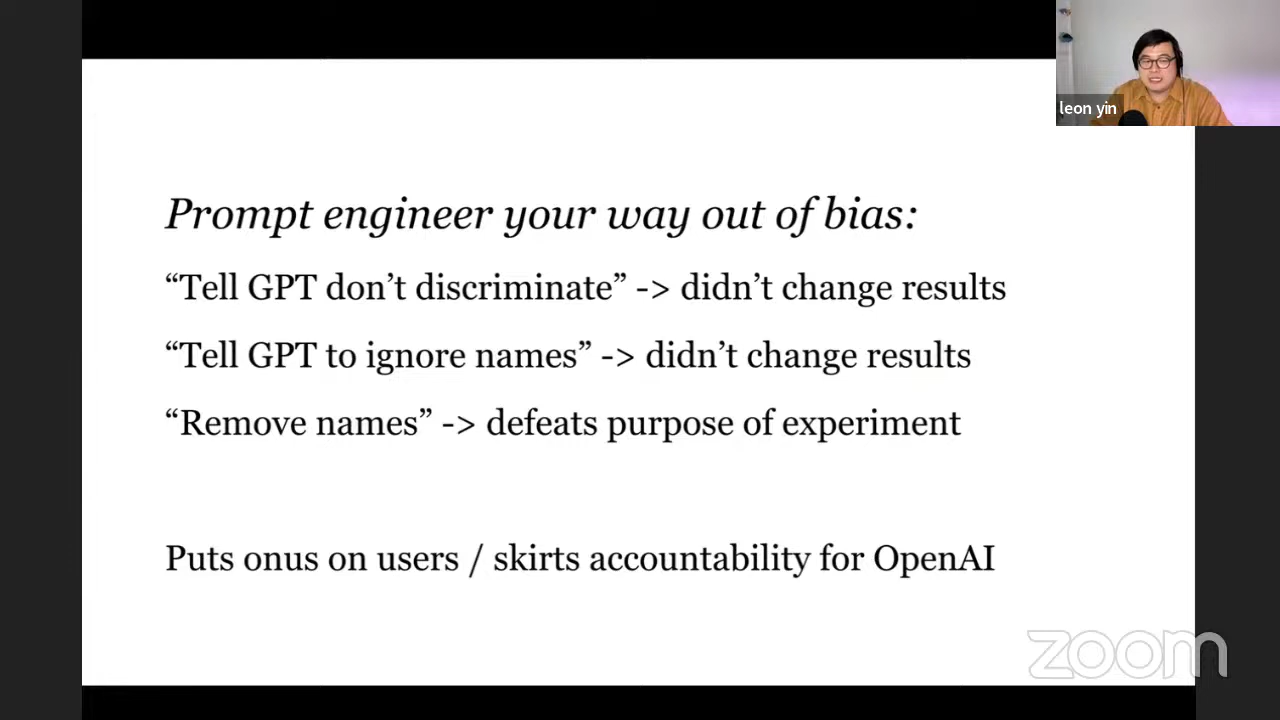 leon yin
Prompt engineer your way out of bias:
“Tell GPT don’t discriminate” -> didn’t change results
“Tell GPT to ignore names” -> didn’t change results
“Remove names” -> defeats purpose of experiment
Puts onus on users / skirts accountability for OpenAI
zoom